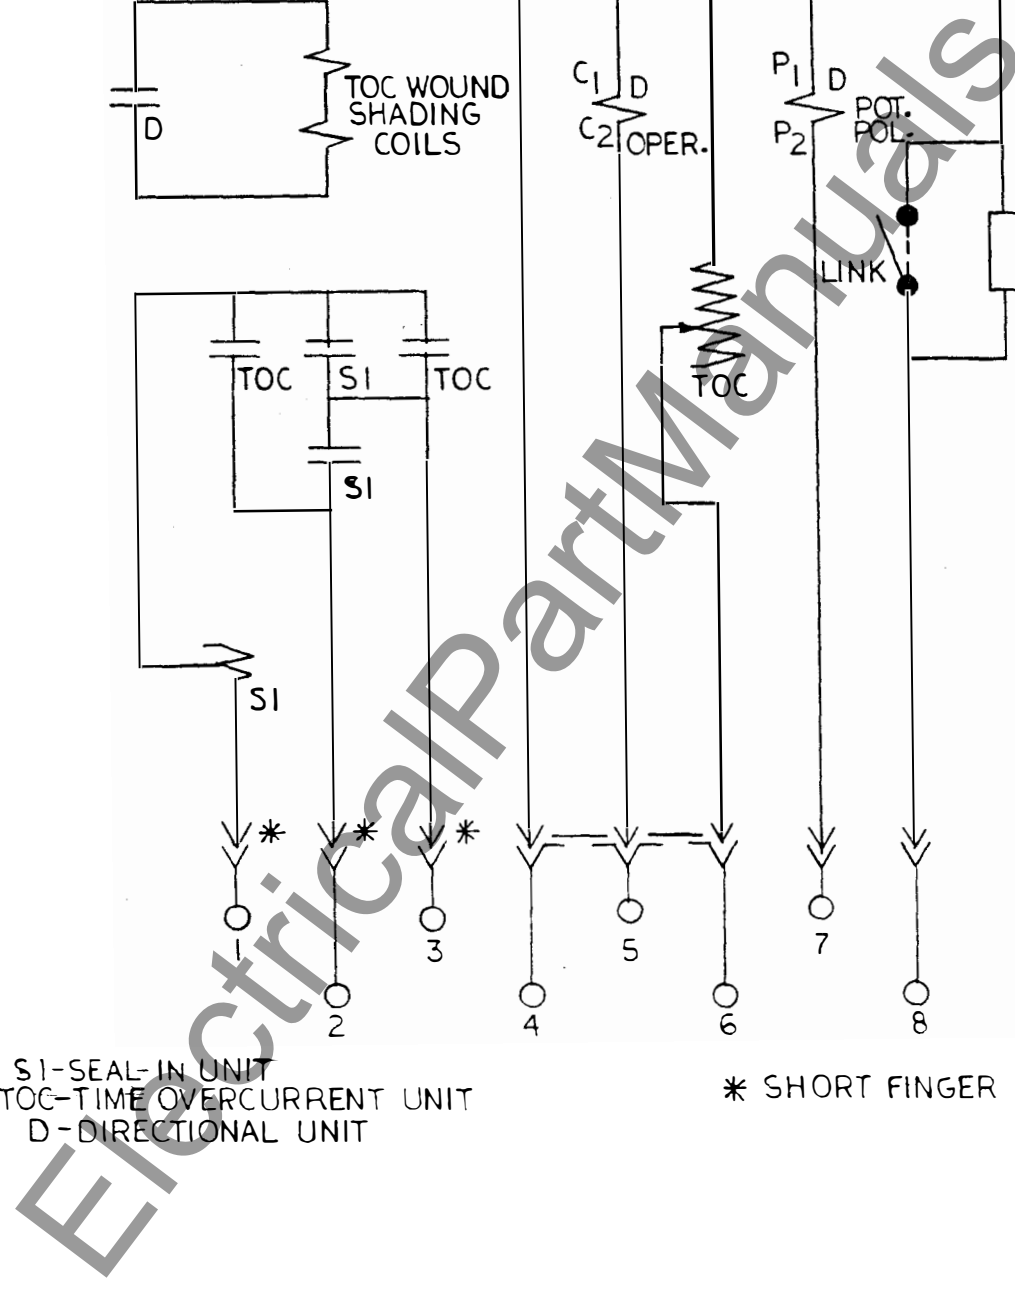 D
TOC WOUND
SHADING
COILS
C1 D
C2 OPER.
P1 D
P2
POT.
POL.
LINK
TOC
SI
TOC
TOC
SI
SI
*
*
*
1
2
3
4
5
6
7
8
SI-SEAL-IN UNIT
TOC-TIME OVERCURRENT UNIT
D-DIRECTIONAL UNIT
* SHORT FINGER
ElectricalPartManuals